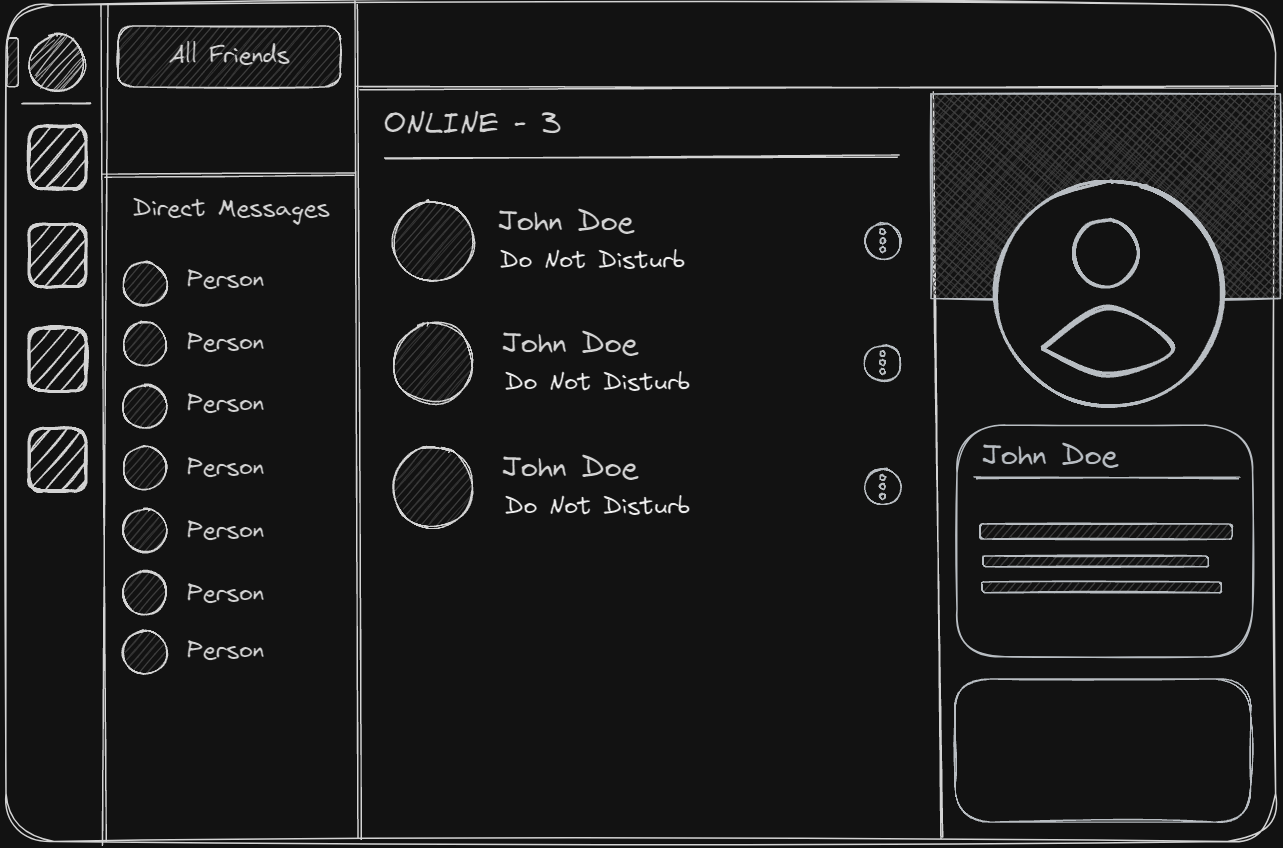 All Friends
Direct Messages
Person
Person
Person
Person
Person
Person
Person
ONLINE - 3
John Doe
Do Not Disturb
John Doe
Do Not Disturb
John Doe
Do Not Disturb
John Doe